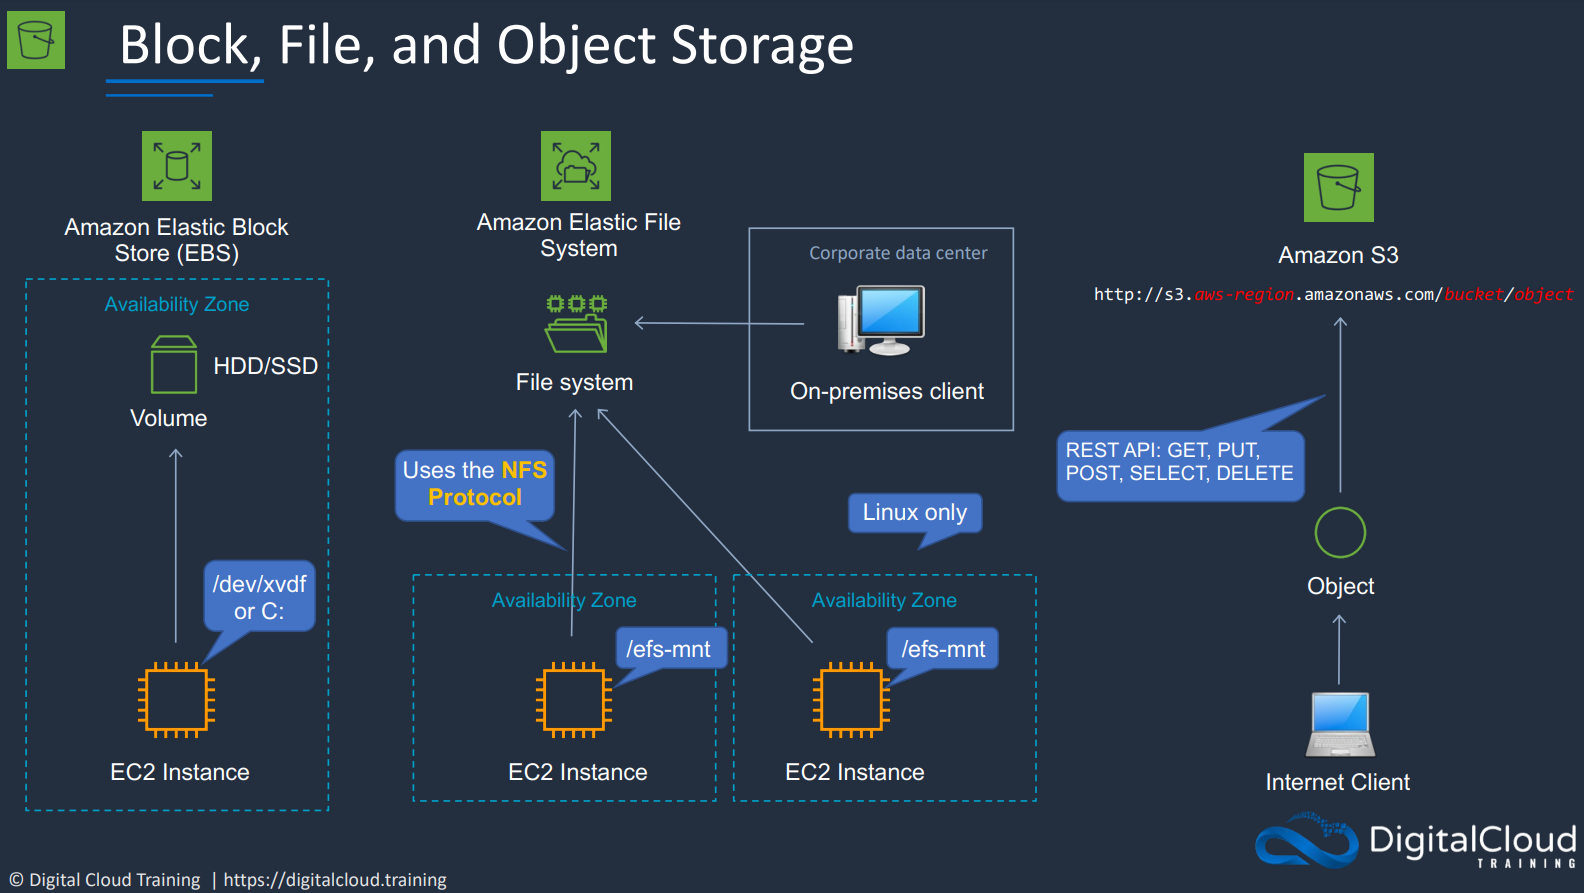 Block, File, and Object Storage
Amazon Elastic Block
Store (EBS)
Availability Zone
HDD/SSD
Volume
/dev/xvdf
or C:
EC2 Instance
Amazon Elastic File
System
File system
Uses the NFS
Protocol
Corporate data center
On-premises client
Linux only
Availability Zone
/efs-mnt
EC2 Instance
Availability Zone
/efs-mnt
EC2 Instance
Amazon S3
http://s3.aws-region.amazonaws.com/bucket/object
REST API: GET, PUT,
POST, SELECT, DELETE
Object
Internet Client
DigitalCloud
TRAINING
© Digital Cloud Training | https://digitalcloud.training